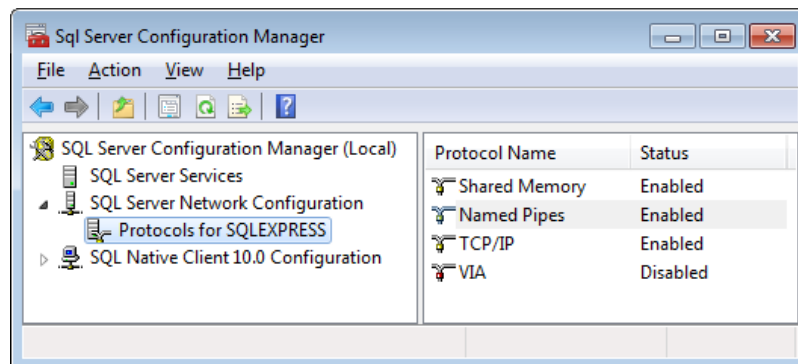 Sql Server Configuration Manager
File Action View Help
SQL Server Configuration Manager (Local)
SQL Server Services
SQL Server Network Configuration
Protocols for SQLEXPRESS
SQL Native Client 10.0 Configuration
Protocol Name Status
Shared Memory Enabled
Named Pipes Enabled
TCP/IP Enabled
VIA Disabled